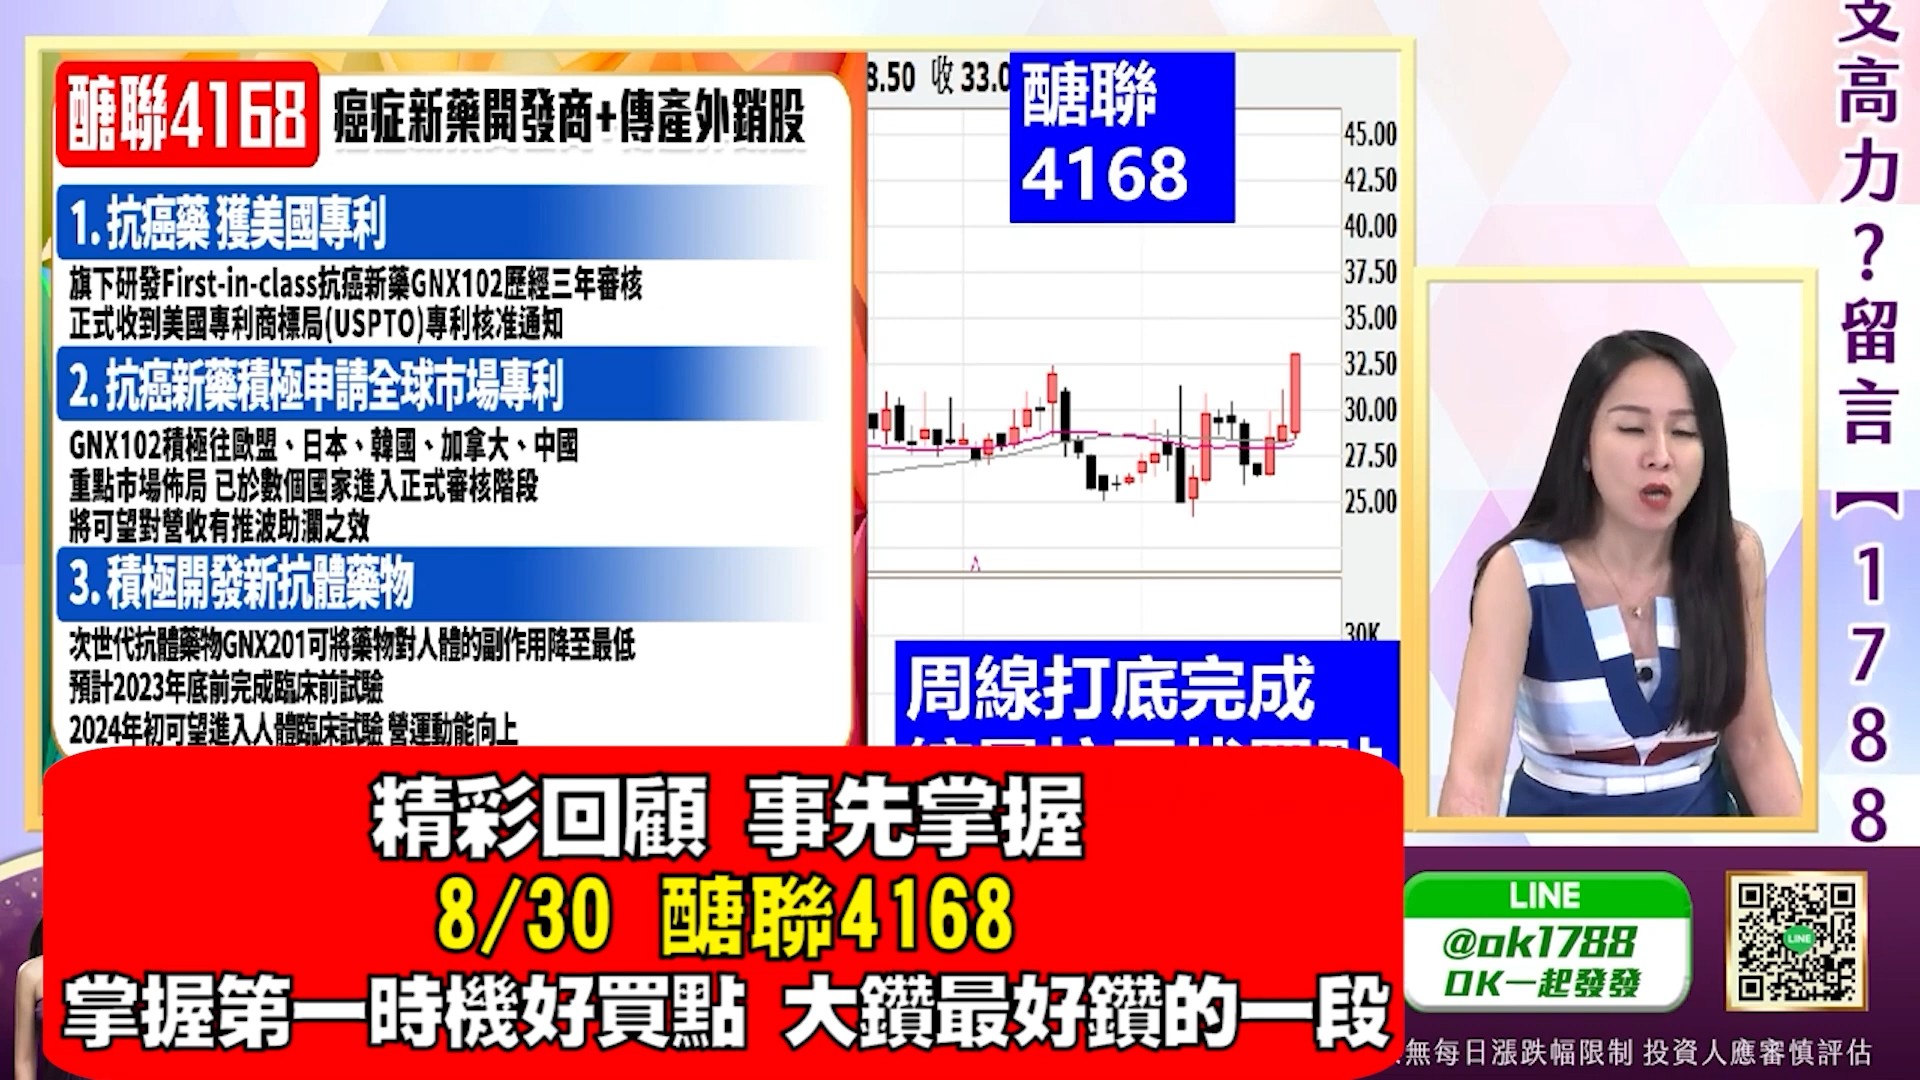 醣聯4168 癌症新藥開發商+傳產外銷股
1. 抗癌藥 獲美國專利
旗下研發First-in-class抗癌新藥GNX102歷經三年審核
正式收到美國專利商標局(USPTO)專利核准通知
2. 抗癌新藥積極申請全球市場專利
GNX102積極往歐盟、日本、韓國、加拿大、中國
重點市場佈局 已於數個國家進入正式審核階段
將可望對營收有推波助瀾之效
3. 積極開發新抗體藥物
次世代抗體藥物GNX201可將藥物對人體的副作用降至最低
預計2023年底前完成臨床前試驗
2024年初可望進入人體臨床試驗 營運動能向上
8.50 收 33.0
醣聯
4168
45.00
42.50
40.00
37.50
35.00
32.50
30.00
27.50
25.00
30K
周線打底完成
支高力？留言【1788
精彩回顧 事先掌握
8/30 醣聯4168
掌握第一時機好買點 大鑽最好鑽的一段
LINE
@ok1788
OK一起發發
LINE
無每日漲跌幅限制 投資人應審慎評估